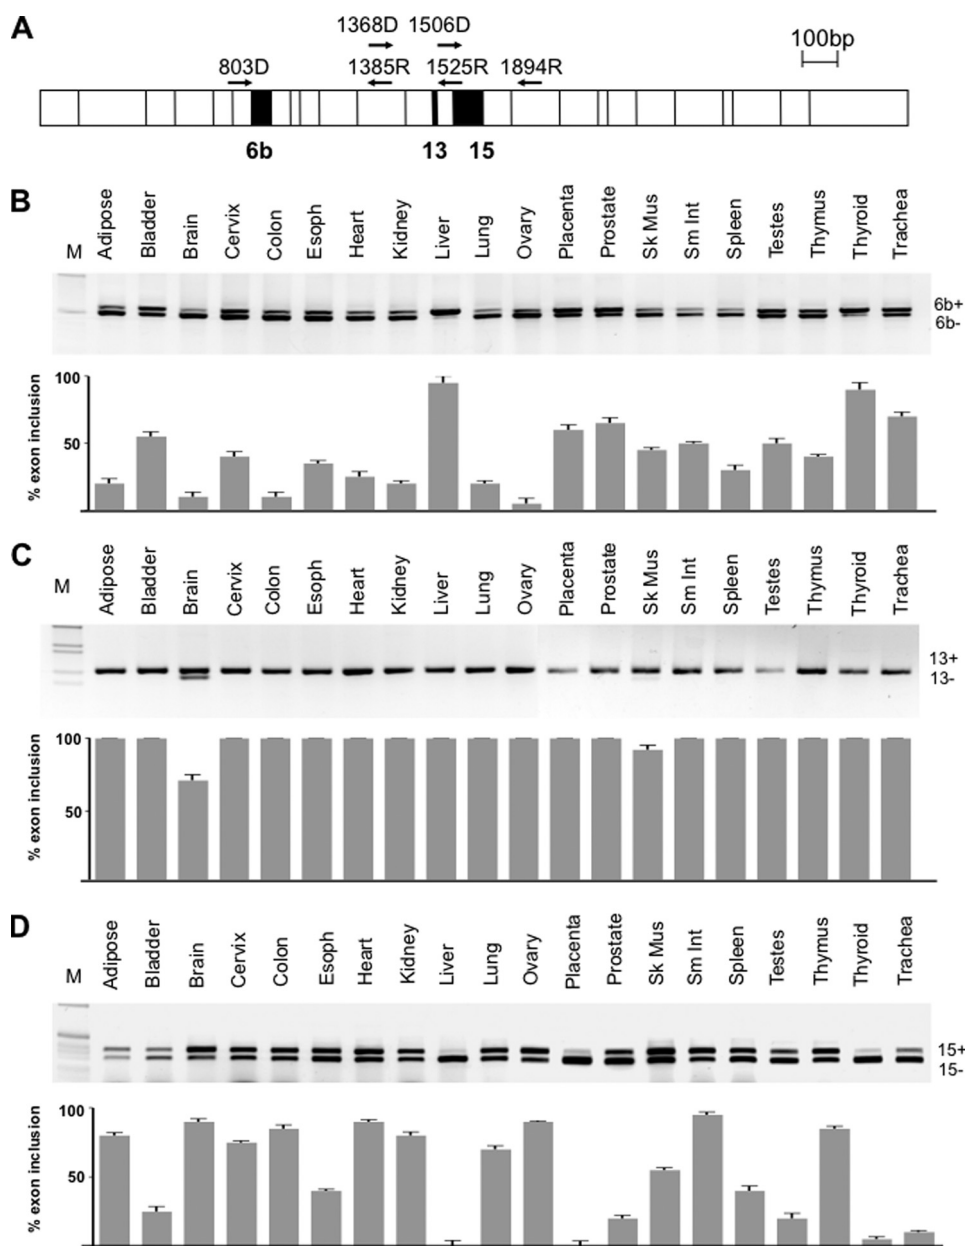 A
1368D 1506D
100bp
803D 1385R 1525R 1894R
6b 13 15
B
M Adipose Bladder Brain Cervix Colon Esoph Heart Kidney Liver Lung Ovary Placenta Prostate Sk Mus Sm Int Spleen Testes Thymus Thyroid Trachea
6b+
6b-
% exon inclusion
100
50
C
M Adipose Bladder Brain Cervix Colon Esoph Heart Kidney Liver Lung Ovary Placenta Prostate Sk Mus Sm Int Spleen Testes Thymus Thyroid Trachea
13+
13-
% exon inclusion
100
50
D
M Adipose Bladder Brain Cervix Colon Esoph Heart Kidney Liver Lung Ovary Placenta Prostate Sk Mus Sm Int Spleen Testes Thymus Thyroid Trachea
15+
15-
% exon inclusion
100
50